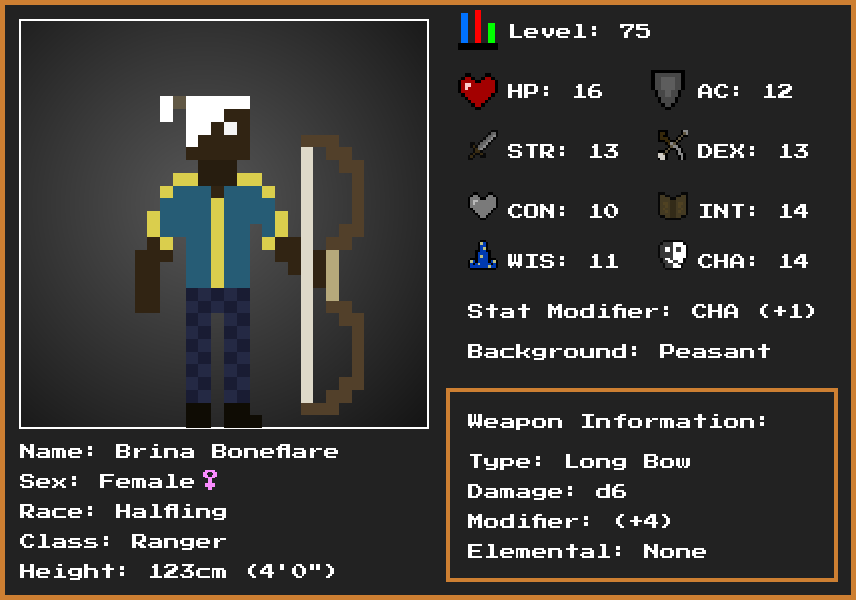 Level: 75
HP: 16
AC: 12
STR: 13
DEX: 13
CON: 10
INT: 14
WIS: 11
CHA: 14
Stat Modifier: CHA (+1)
Background: Peasant
Name: Brina Boneflare
Sex: Female♀
Race: Halfling
Class: Ranger
Height: 123cm (4'0")
Weapon Information:
Type: Long Bow
Damage: d6
Modifier: (+4)
Elemental: None